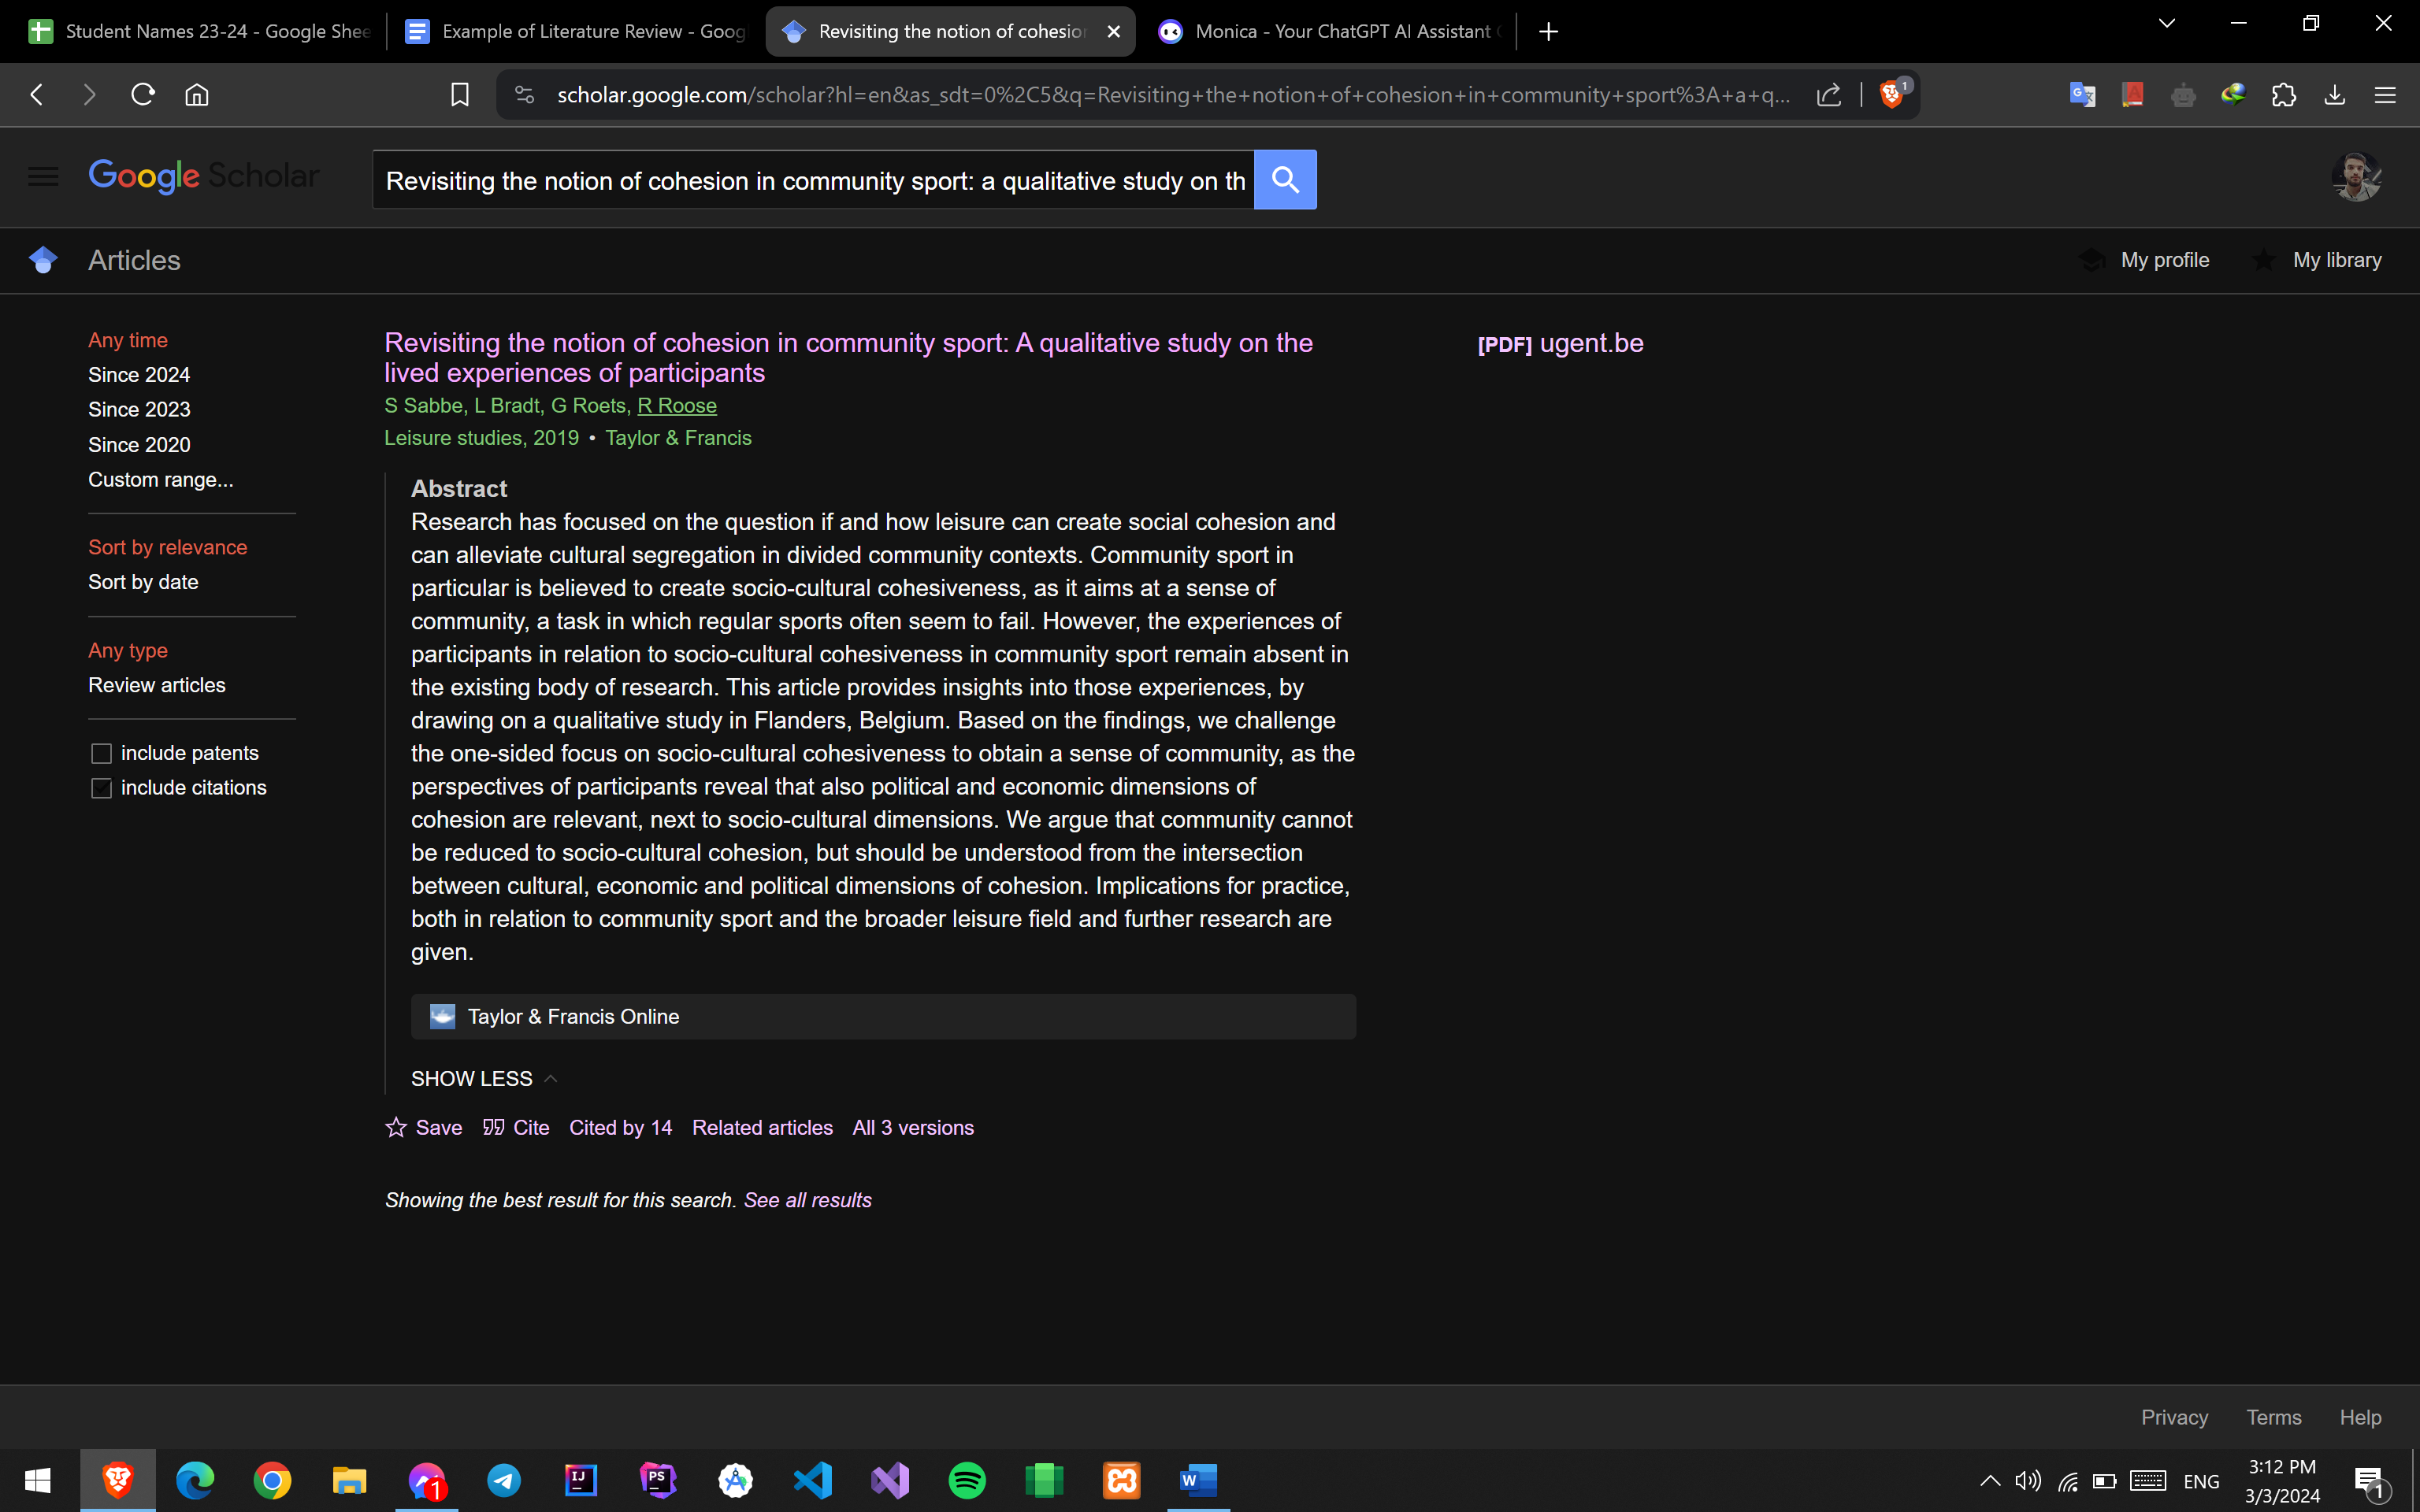 Student Names 23-24 - Google Shee
Example of Literature Review - Goog
Revisiting the notion of cohesion
Monica - Your ChatGPT AI Assistant
scholar.google.com/scholar?hl=en&as_sdt=0%2C5&q=Revisiting+the+notion+of+cohesion+in+community+sport%3A+a+q...
1
Google Scholar
Revisiting the notion of cohesion in community sport: a qualitative study on th
Articles
My profile
My library
Any time
Since 2024
Since 2023
Since 2020
Custom range...
Sort by relevance
Sort by date
Any type
Review articles
include patents
include citations
Revisiting the notion of cohesion in community sport: A qualitative study on the
lived experiences of participants
[PDF] ugent.be
S Sabbe, L Bradt, G Roets, R Roose
Leisure studies, 2019 • Taylor & Francis
Abstract
Research has focused on the question if and how leisure can create social cohesion and
can alleviate cultural segregation in divided community contexts. Community sport in
particular is believed to create socio-cultural cohesiveness, as it aims at a sense of
community, a task in which regular sports often seem to fail. However, the experiences of
participants in relation to socio-cultural cohesiveness in community sport remain absent in
the existing body of research. This article provides insights into those experiences, by
drawing on a qualitative study in Flanders, Belgium. Based on the findings, we challenge
the one-sided focus on socio-cultural cohesiveness to obtain a sense of community, as the
perspectives of participants reveal that also political and economic dimensions of
cohesion are relevant, next to socio-cultural dimensions. We argue that community cannot
be reduced to socio-cultural cohesion, but should be understood from the intersection
between cultural, economic and political dimensions of cohesion. Implications for practice,
both in relation to community sport and the broader leisure field and further research are
given.
Taylor & Francis Online
SHOW LESS
Save
Cite
Cited by 14
Related articles
All 3 versions
Showing the best result for this search. See all results
Privacy
Terms
Help
1
IJ
PS
W
ENG
3:12 PM
3/3/2024
1